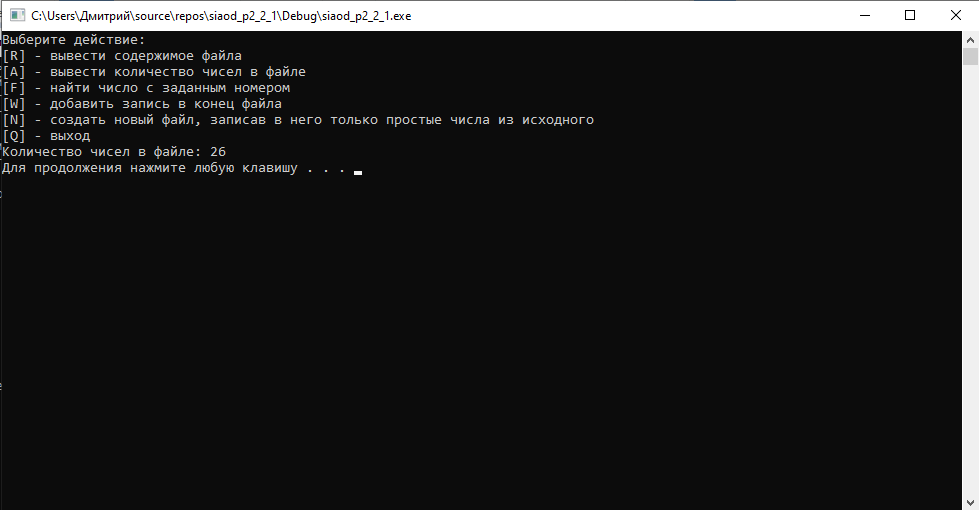 C:\Users\Дмитрий\source\repos\siaod_p2_2_1\Debug\siaod_p2_2_1.exe
Выберите действие:
[R] - вывести содержимое файла
[A] - вывести количество чисел в файле
[F] - найти число с заданным номером
[W] - добавить запись в конец файла
[N] - создать новый файл, записав в него только простые числа из исходного
[Q] - выход
Количество чисел в файле: 26
Для продолжения нажмите любую клавишу . . .